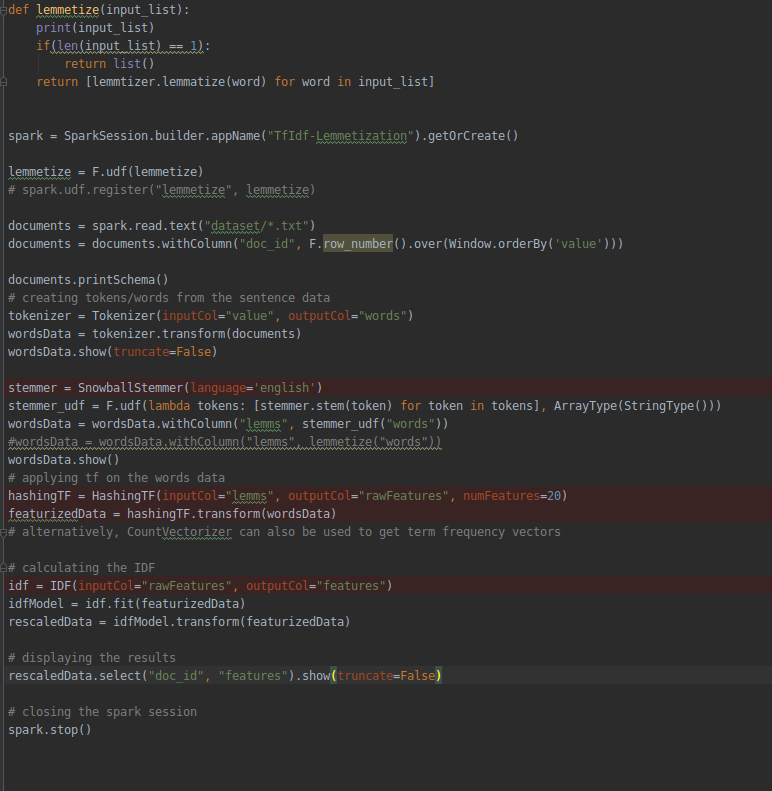 def lemmetize(input_list):
    print(input_list)
    if(len(input_list) == 1):
        return list()
    return [lemmtizer.lemmatize(word) for word in input_list]
spark = SparkSession.builder.appName("TfIdf-Lemmetization").getOrCreate()
lemmetize = F.udf(lemmetize)
# spark.udf.register("lemmetize", lemmetize)
documents = spark.read.text("dataset/*.txt")
documents = documents.withColumn("doc_id", F.row_number().over(Window.orderBy('value')))
documents.printSchema()
# creating tokens/words from the sentence data
tokenizer = Tokenizer(inputCol="value", outputCol="words")
wordsData = tokenizer.transform(documents)
wordsData.show(truncate=False)
stemmer = SnowballStemmer(language='english')
stemmer_udf = F.udf(lambda tokens: [stemmer.stem(token) for token in tokens], ArrayType(StringType()))
wordsData = wordsData.withColumn("lemms", stemmer_udf("words"))
#wordsData = wordsData.withColumn("lemms", lemmetize("words"))
wordsData.show()
# applying tf on the words data
hashingTF = HashingTF(inputCol="lemms", outputCol="rawFeatures", numFeatures=20)
featurizedData = hashingTF.transform(wordsData)
# alternatively, CountVectorizer can also be used to get term frequency vectors
# calculating the IDF
idf = IDF(inputCol="rawFeatures", outputCol="features")
idfModel = idf.fit(featurizedData)
rescaledData = idfModel.transform(featurizedData)
# displaying the results
rescaledData.select("doc_id", "features").show(truncate=False)
# closing the spark session
spark.stop()